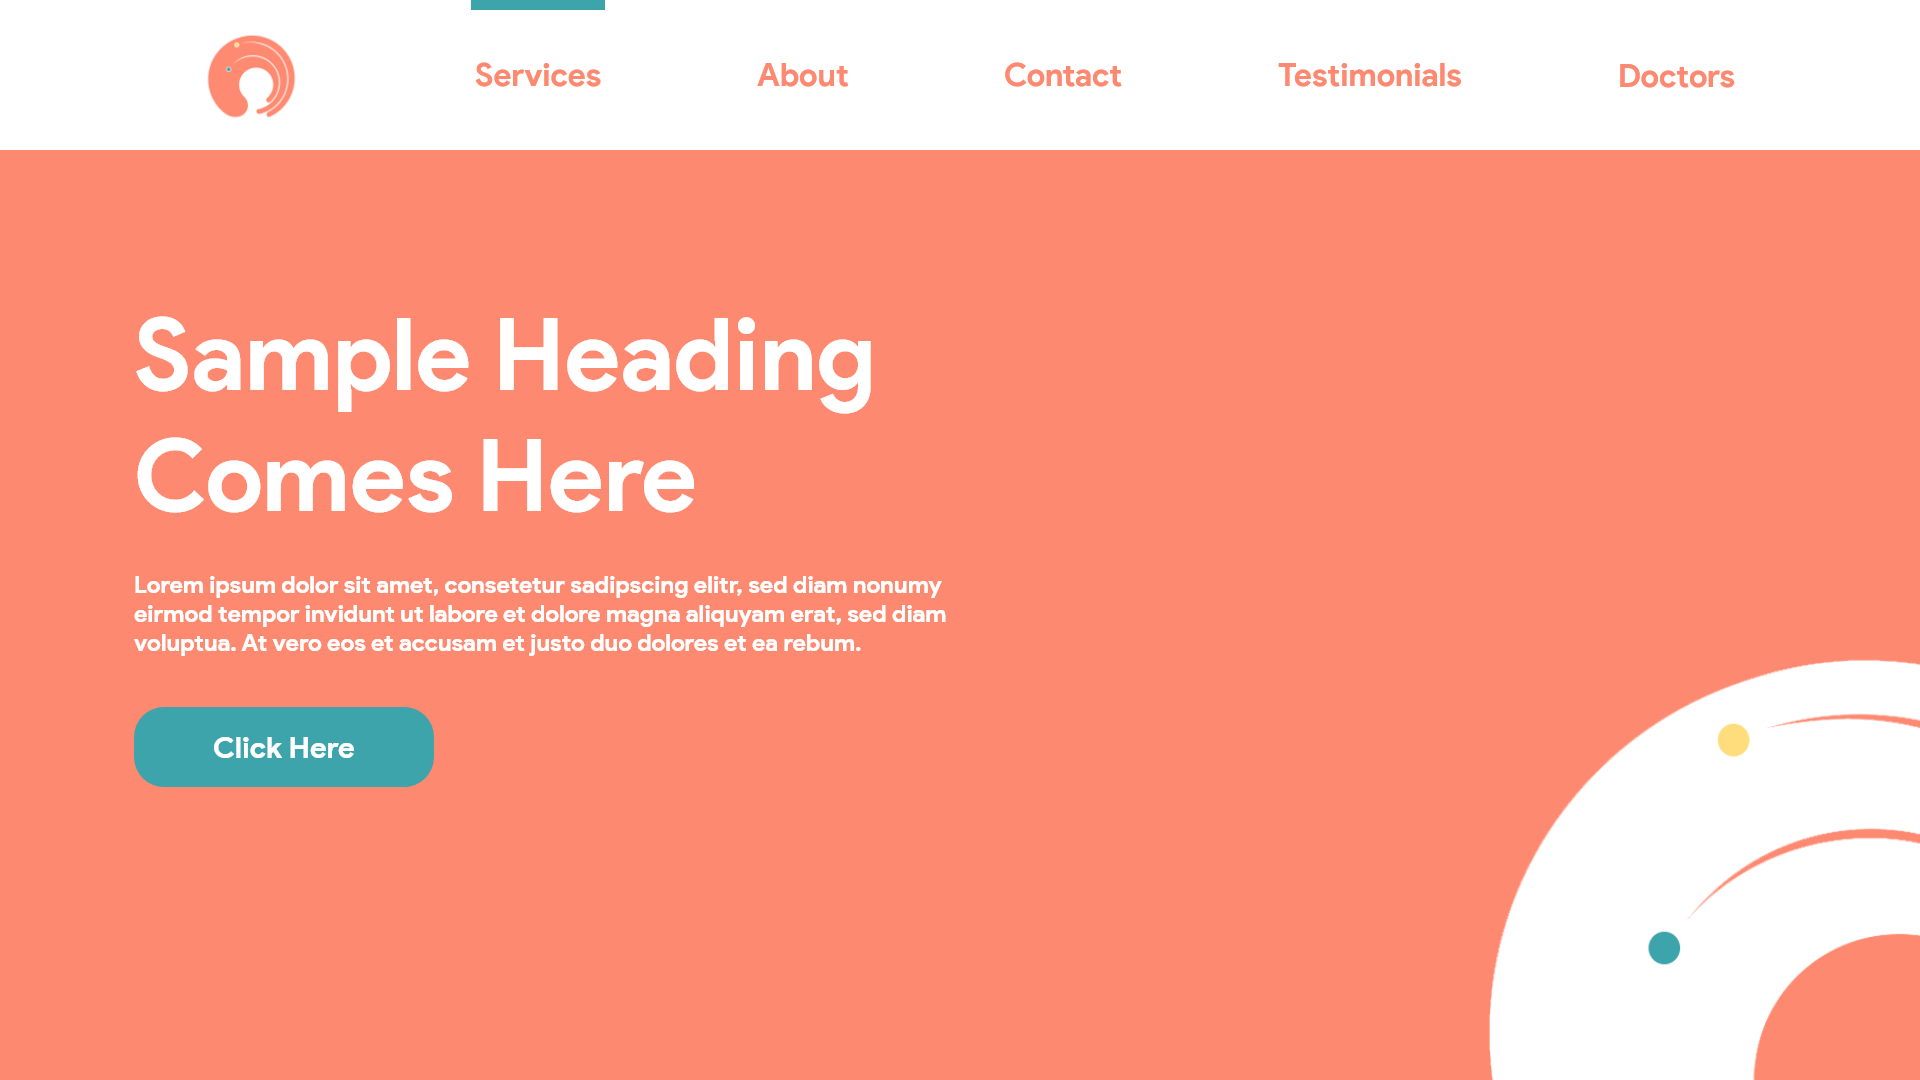 Services
About
Contact
Testimonials
Doctors
Sample Heading
Comes Here
Lorem ipsum dolor sit amet, consetetur sadipscing elitr, sed diam nonumy
eirmod tempor invidunt ut labore et dolore magna aliquyam erat, sed diam
voluptua. At vero eos et accusam et justo duo dolores et ea rebum.
Click Here